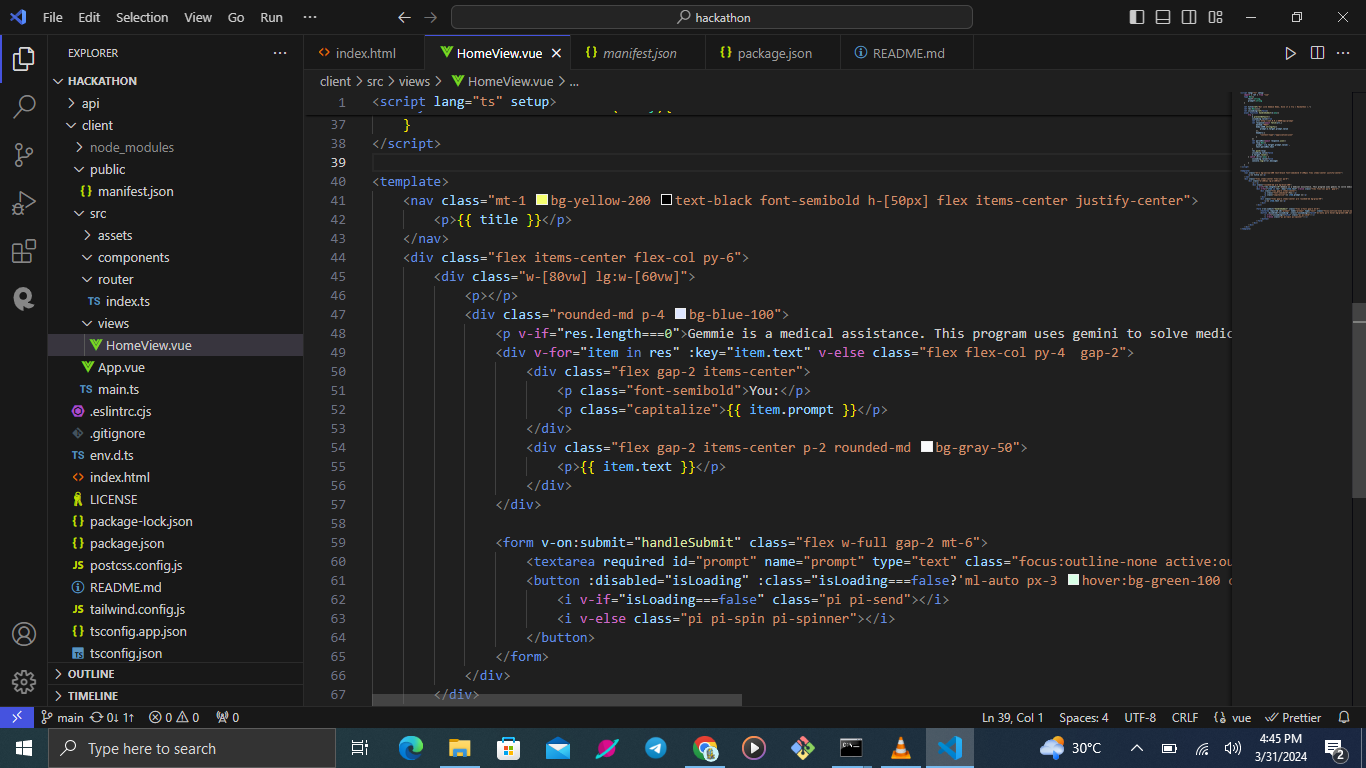 File Edit Selection View Go Run ··· hackathon
EXPLORER ···
HACKATHON
api
client
node_modules
public
{} manifest.json
src
assets
components
router
TS index.ts
views
HomeView.vue
App.vue
TS main.ts
.eslintrc.cjs
.gitignore
TS env.d.ts
<> index.html
LICENSE
{} package-lock.json
{} package.json
JS postcss.config.js
README.md
JS tailwind.config.js
{} tsconfig.app.json
TS tsconfig.json
OUTLINE
TIMELINE
<> index.html HomeView.vue {} manifest.json {} package.json README.md ···
client > src > views > HomeView.vue > ...
1 <script lang="ts" setup>
37 }
38 </script>
39
40 <template>
41 <nav class="mt-1 bg-yellow-200 text-black font-semibold h-[50px] flex items-center justify-center">
42 <p>{{ title }}</p>
43 </nav>
44 <div class="flex items-center flex-col py-6">
45 <div class="w-[80vw] lg:w-[60vw]">
46 <p></p>
47 <div class="rounded-md p-4 bg-blue-100">
48 <p v-if="res.length===0">Gemmie is a medical assistance. This program uses gemini to solve medic
49 <div v-for="item in res" :key="item.text" v-else class="flex flex-col py-4  gap-2">
50 <div class="flex gap-2 items-center">
51 <p class="font-semibold">You:</p>
52 <p class="capitalize">{{ item.prompt }}</p>
53 </div>
54 <div class="flex gap-2 items-center p-2 rounded-md bg-gray-50">
55 <p>{{ item.text }}</p>
56 </div>
57 </div>
58
59 <form v-on:submit="handleSubmit" class="flex w-full gap-2 mt-6">
60 <textarea required id="prompt" name="prompt" type="text" class="focus:outline-none active:ou
61 <button :disabled="isLoading" :class="isLoading===false?'ml-auto px-3 hover:bg-green-100
62 <i v-if="isLoading===false" class="pi pi-send"></i>
63 <i v-else class="pi pi-spin pi-spinner"></i>
64 </button>
65 </form>
66 </div>
67 </div>
main 0↓ 1↑ 0 0 0 Ln 39, Col 1 Spaces: 4 UTF-8 CRLF {} vue Prettier
Type here to search 30°C 4:45 PM
3/31/2024 2